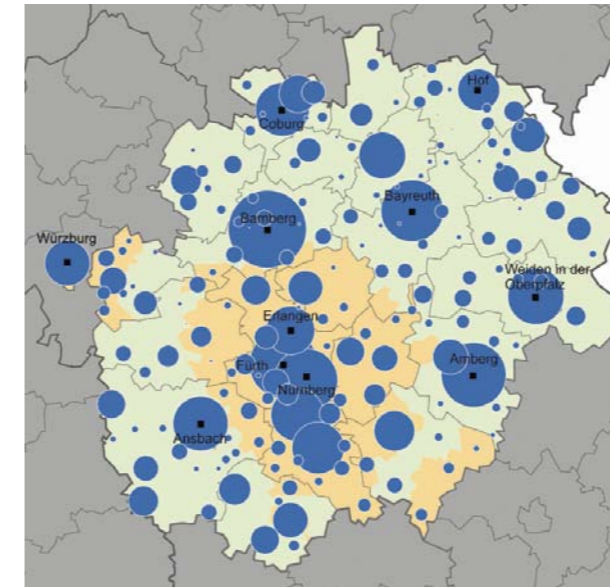 Hof
Coburg
Bayreuth
Bamberg
Würzburg
Weiden in der
Oberpfalz
Erlangen
Fürth
Amberg
Nürnberg
Ansbach